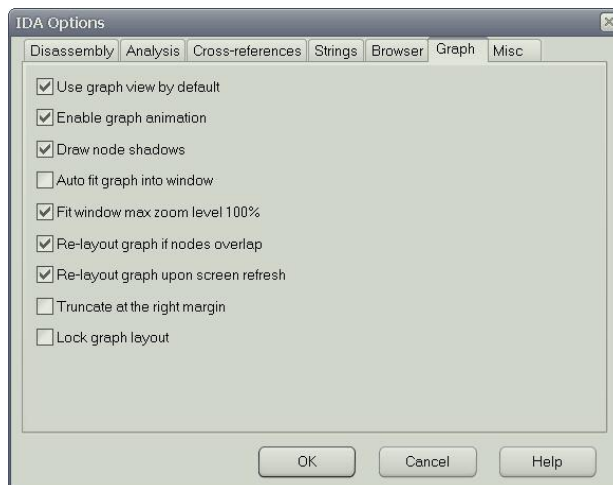 IDA Options
Disassembly Analysis Cross-references Strings Browser Graph Misc
Use graph view by default
Enable graph animation
Draw node shadows
Auto fit graph into window
Fit window max zoom level 100%
Re-layout graph if nodes overlap
Re-layout graph upon screen refresh
Truncate at the right margin
Lock graph layout
OK Cancel Help